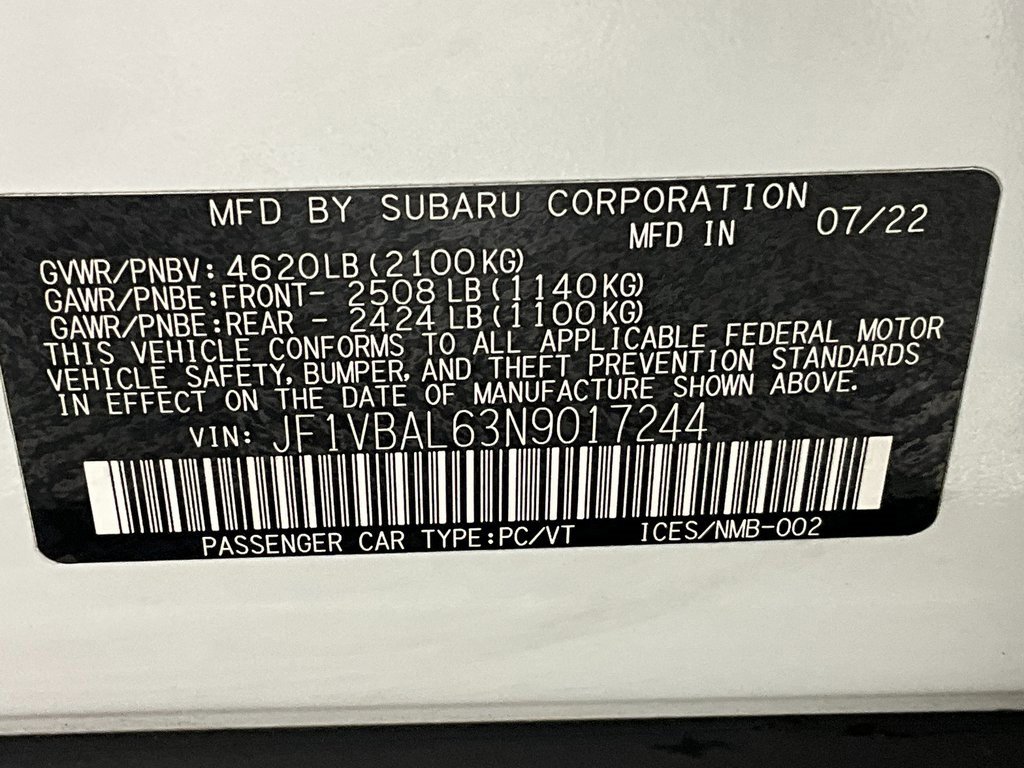 MFD BY SUBARU CORPORATION
MFD IN 07/22
GVWR/PNBV: 4620LB (2100KG)
GAWR/PNBE:FRONT- 2508 LB (1140KG)
GAWR/PNBE:REAR - 2424 LB (1100KG)
THIS VEHICLE CONFORMS TO ALL APPLICABLE FEDERAL MOTOR
VEHICLE SAFETY, BUMPER, AND THEFT PREVENTION STANDARDS
IN EFFECT ON THE DATE OF MANUFACTURE SHOWN ABOVE.
VIN: JF1VBAL63N9017244
PASSENGER CAR TYPE:PC/VT ICES/NMB-002